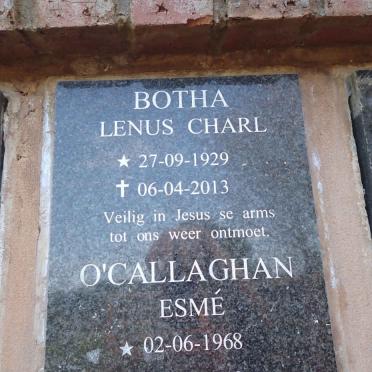 BOTHA
LENUS CHARL
★ 27-09-1929
✝ 06-04-2013
Veilig in Jesus se arms
tot ons weer ontmoet.
O'CALLAGHAN
ESMÉ
★ 02-06-1968